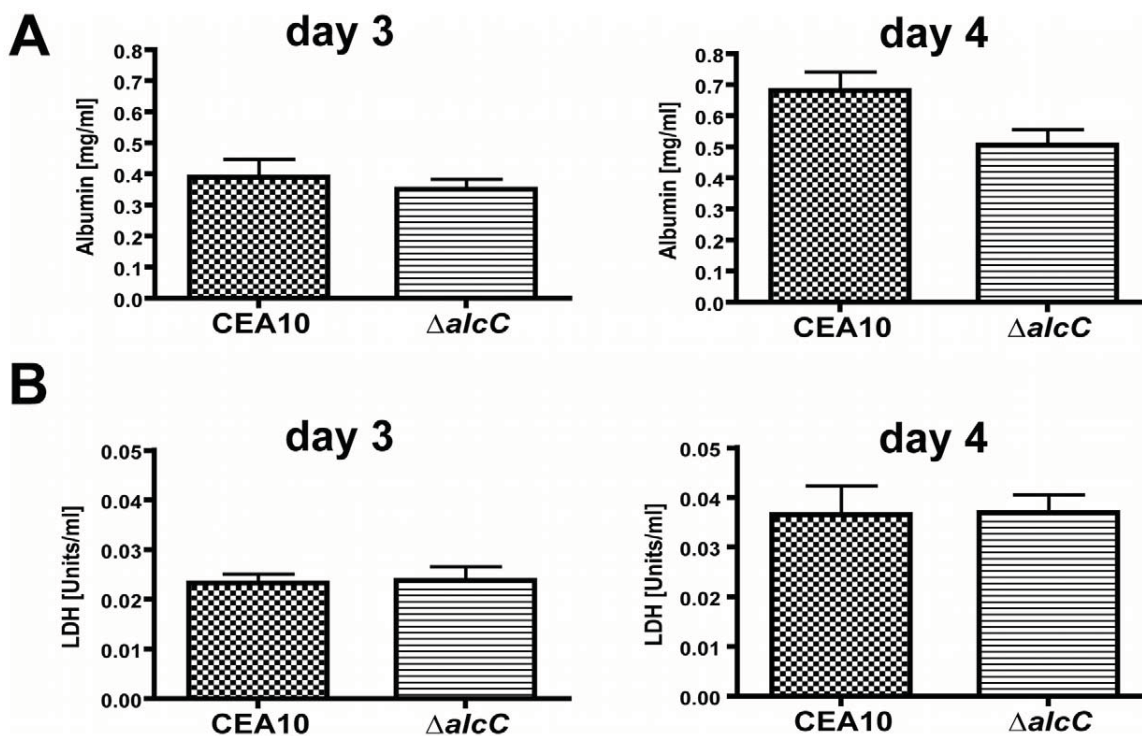 A
day 3
day 4
Albumin [mg/ml]
0.8
0.7
0.6
0.5
0.4
0.3
0.2
0.1
0.0
CEA10
ΔalcC
Albumin [mg/ml]
0.8
0.7
0.6
0.5
0.4
0.3
0.2
0.1
0.0
CEA10
ΔalcC
B
day 3
day 4
LDH [Units/ml]
0.05
0.04
0.03
0.02
0.01
0.00
CEA10
ΔalcC
LDH [Units/ml]
0.05
0.04
0.03
0.02
0.01
0.00
CEA10
ΔalcC